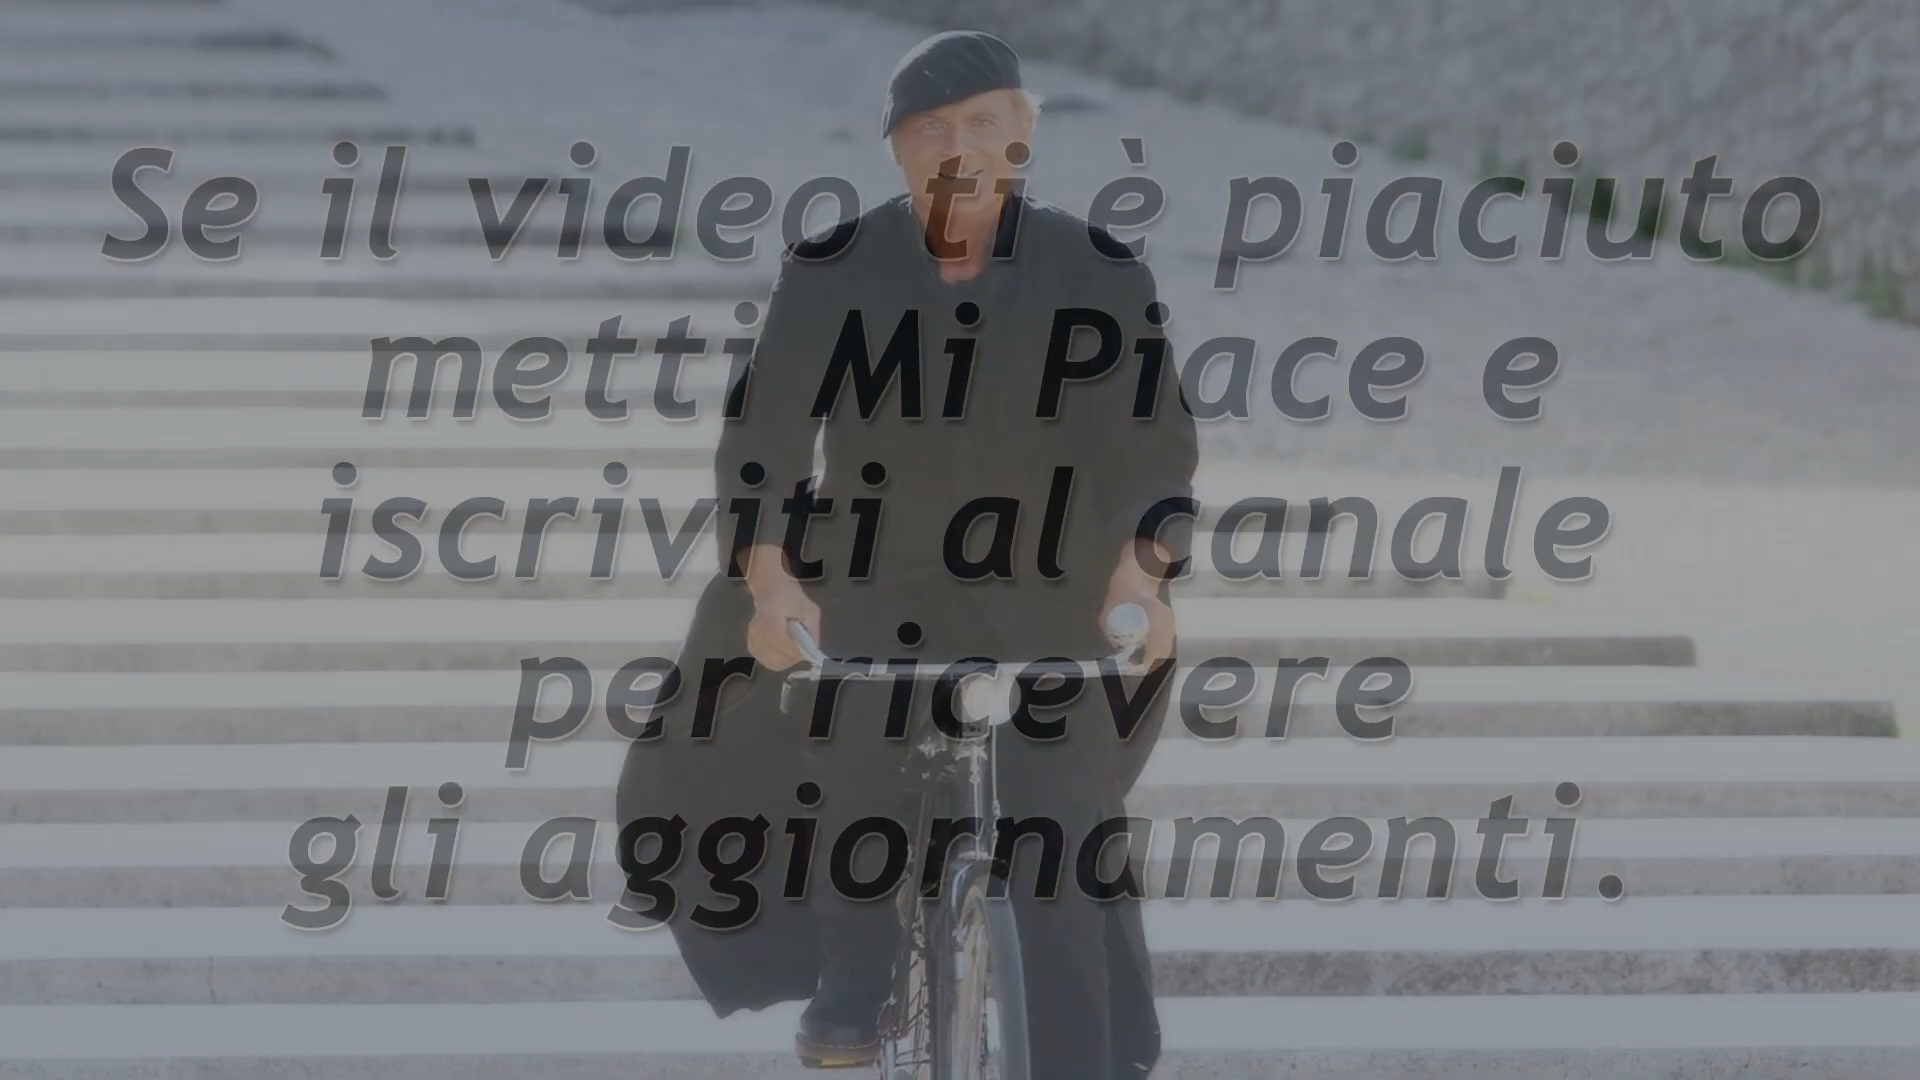 Se il video ti è piaciuto
metti Mi Piace e
iscriviti al canale
per ricevere
gli aggiornamenti.